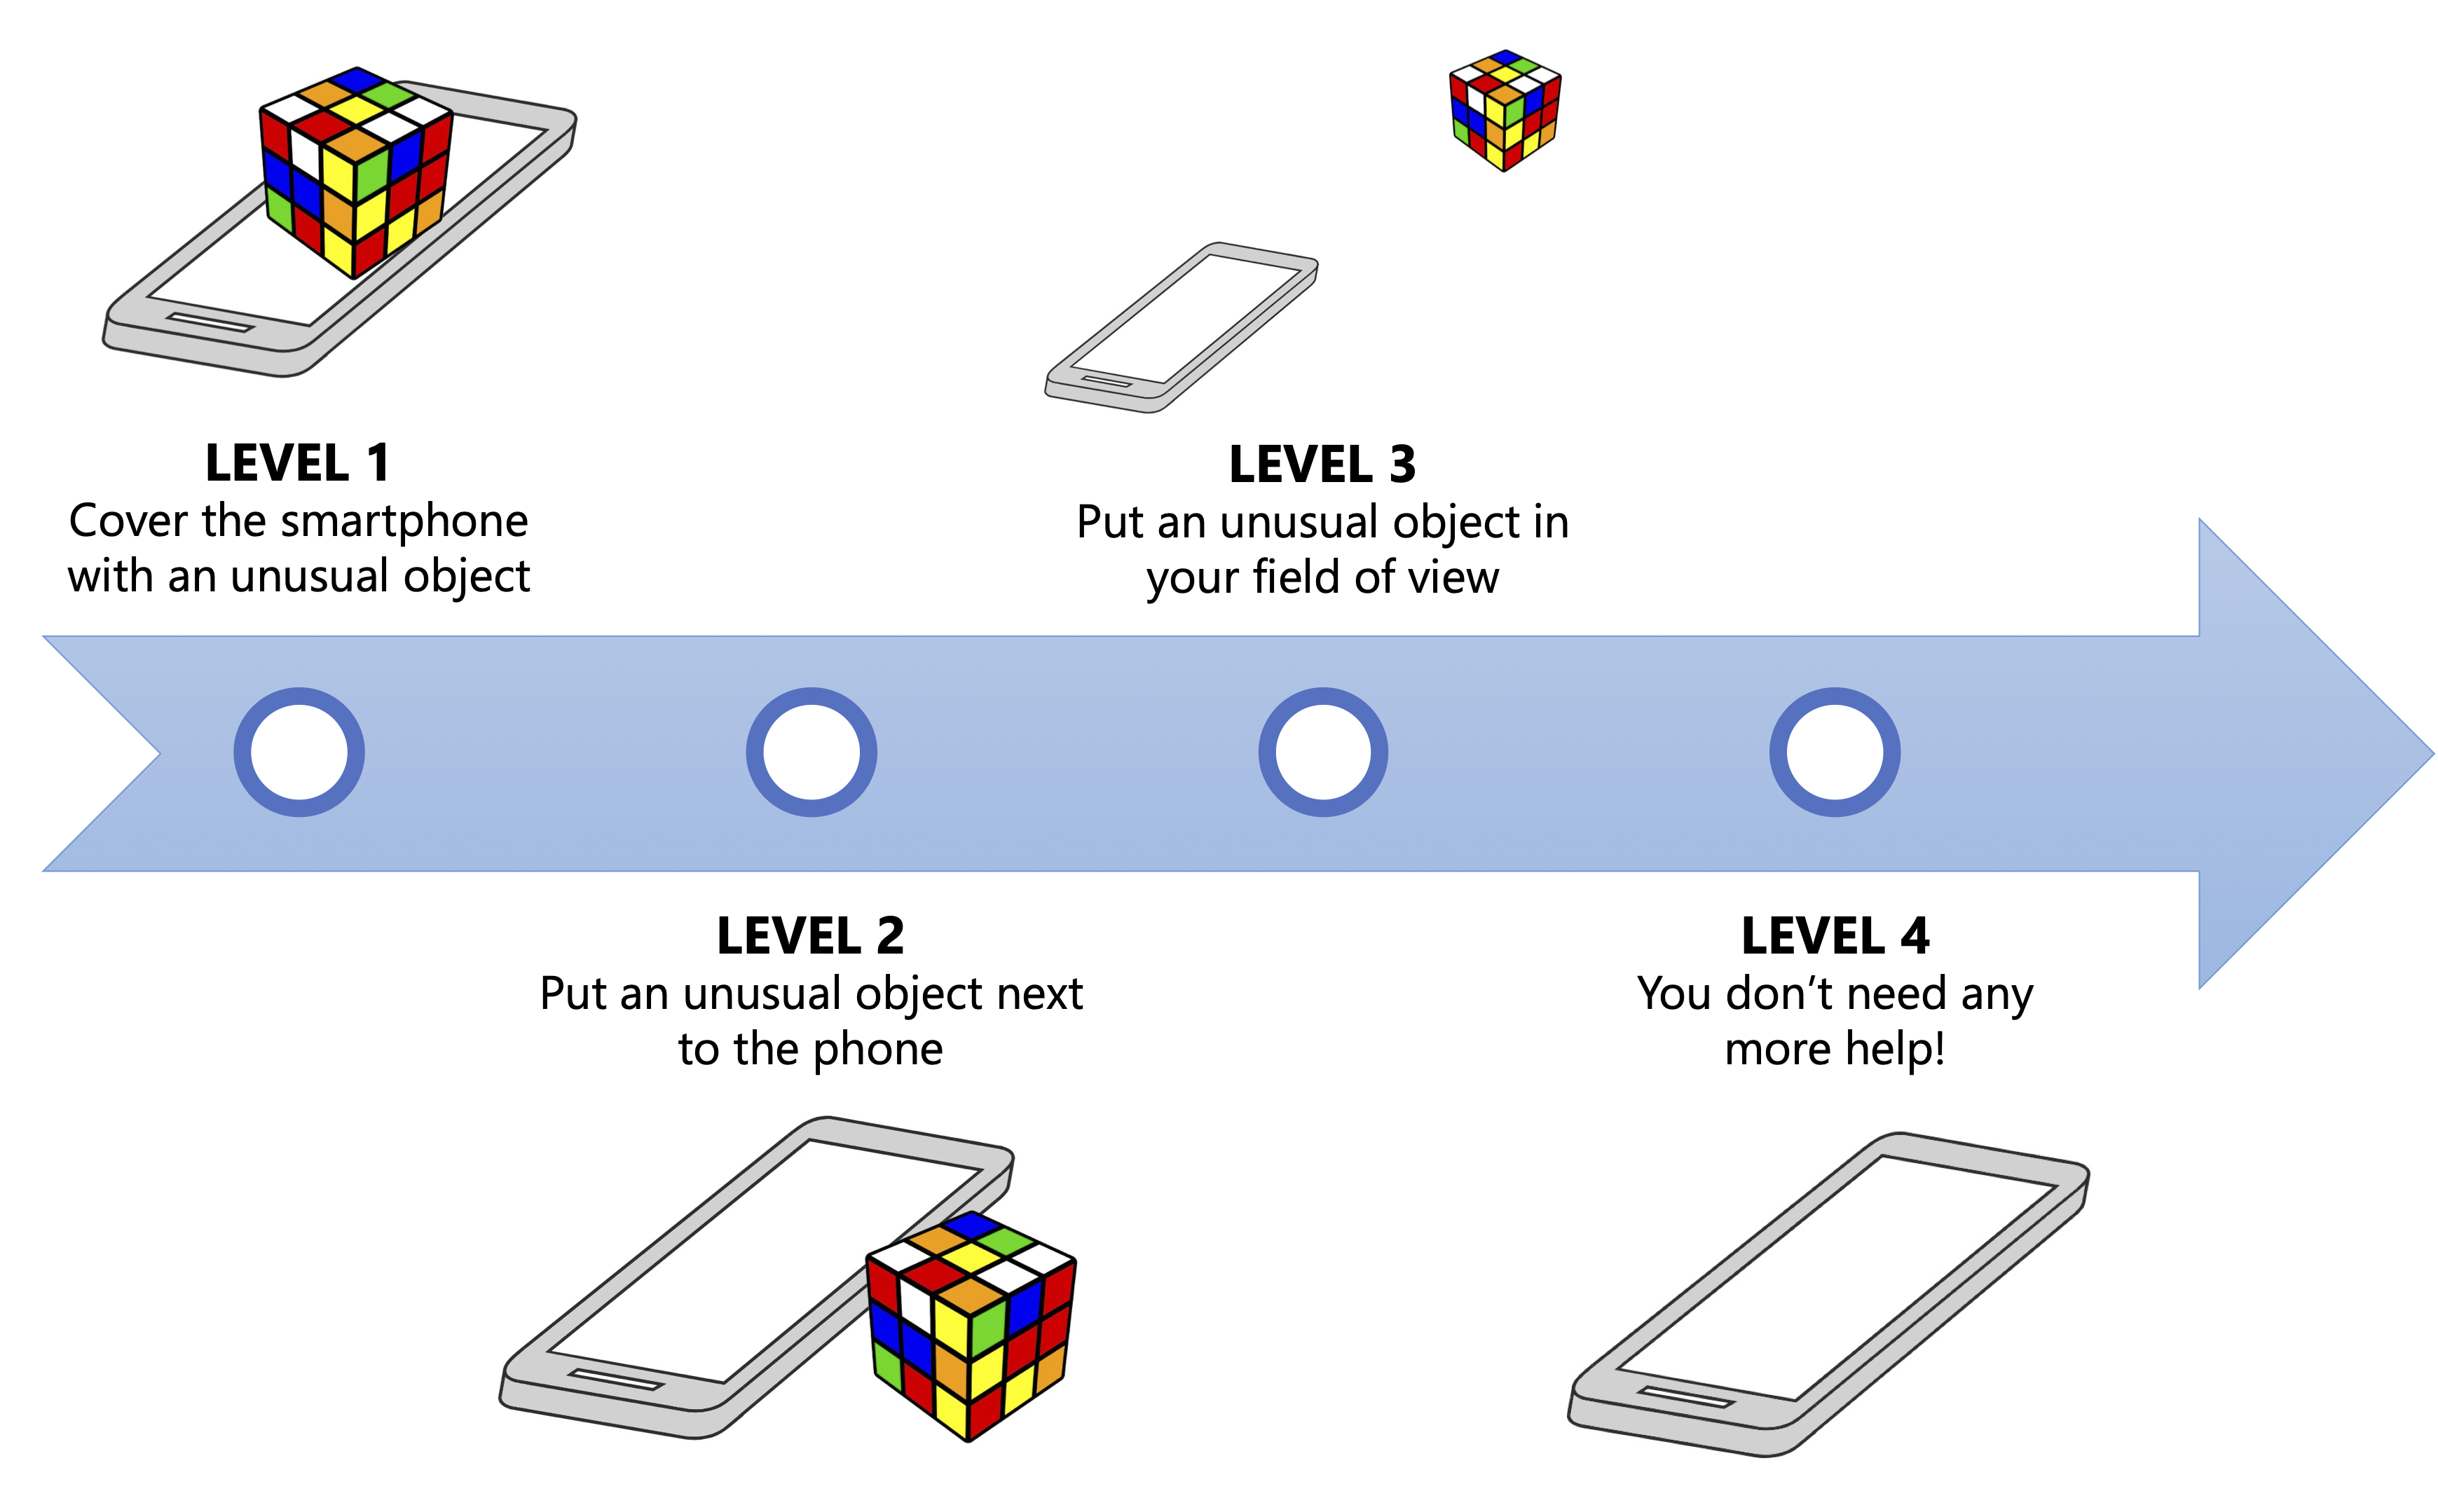 LEVEL 1
Cover the smartphone
with an unusual object
LEVEL 2
Put an unusual object next
to the phone
LEVEL 3
Put an unusual object in
your field of view
LEVEL 4
You don’t need any
more help!